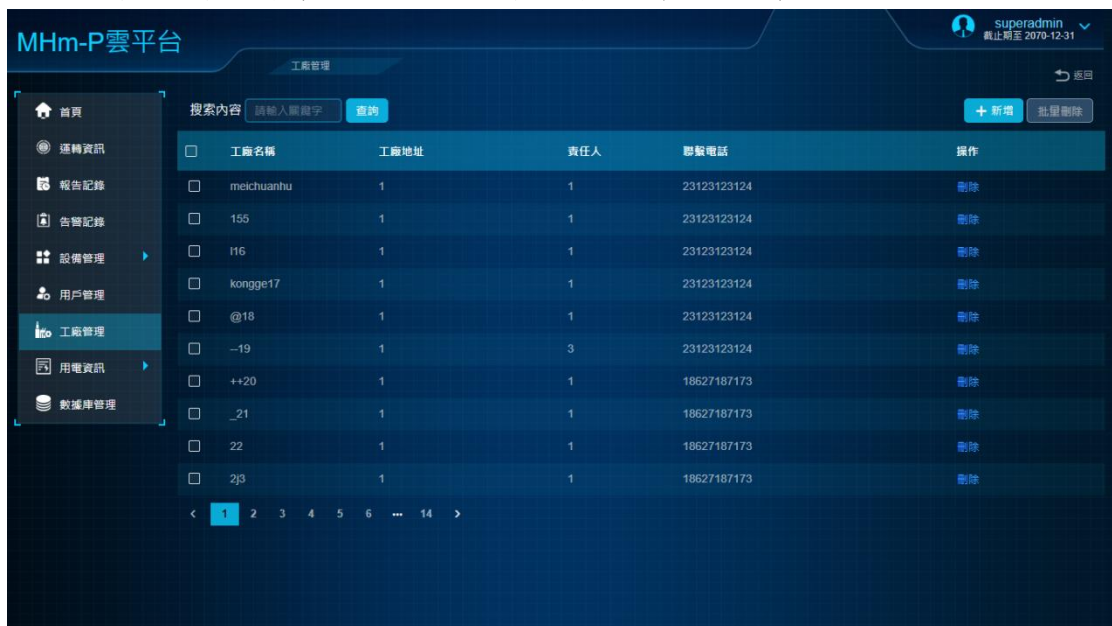 MHm-P雲平台
superadmin
截止期至 2070-12-31
工廠管理
返回
首頁
運轉資訊
報告記錄
告警記錄
設備管理
用戶管理
工廠管理
用電資訊
數據庫管理
搜索內容 請輸入關鍵字 查詢 + 新增 批量刪除
工廠名稱 工廠地址 責任人 聯繫電話 操作
meichuanhu 1 1 23123123124 刪除
155 1 1 23123123124 刪除
l16 1 1 23123123124 刪除
kongge17 1 1 23123123124 刪除
@18 1 1 23123123124 刪除
--19 1 3 23123123124 刪除
++20 1 1 18627187173 刪除
_21 1 1 18627187173 刪除
22 1 1 18627187173 刪除
2j3 1 1 18627187173 刪除
< 1 2 3 4 5 6 ••• 14 >